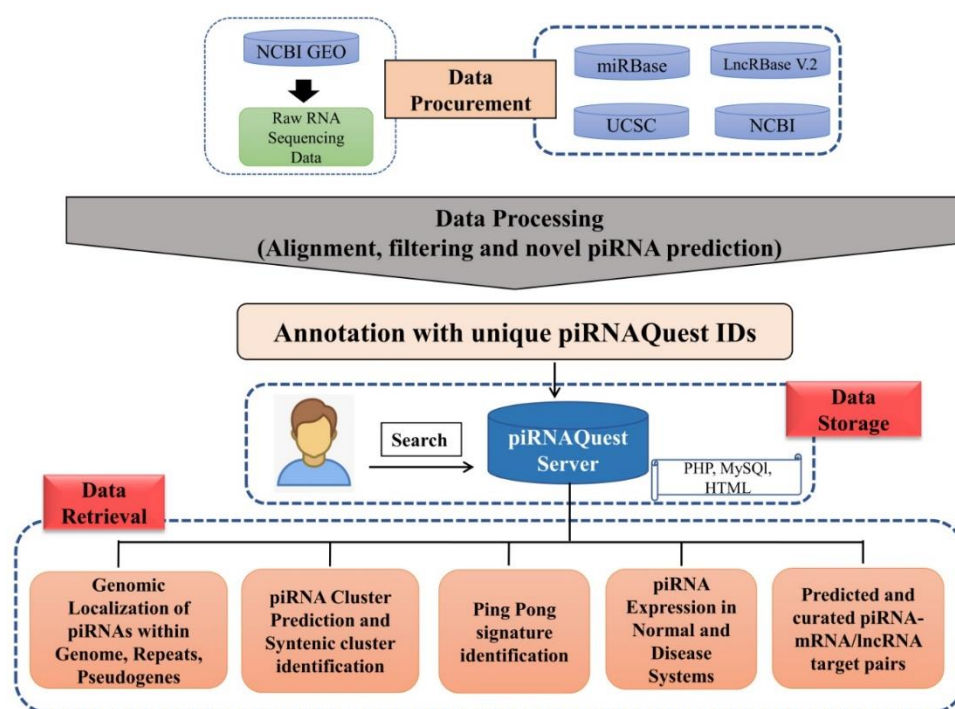 NCBI GEO
Raw RNA
Sequencing
Data
Data
Procurement
miRBase
LncRBase V.2
UCSC
NCBI
Data Processing
(Alignment, filtering and novel piRNA prediction)
Annotation with unique piRNAQuest IDs
Search
piRNAQuest
Server
Data
Storage
PHP, MySQl,
HTML
Data
Retrieval
Genomic
Localization of
piRNAs within
Genome, Repeats,
Pseudogenes
piRNA Cluster
Prediction and
Syntenic cluster
identification
Ping Pong
signature
identification
piRNA
Expression in
Normal and
Disease
Systems
Predicted and
curated piRNA-
mRNA/lncRNA
target pairs